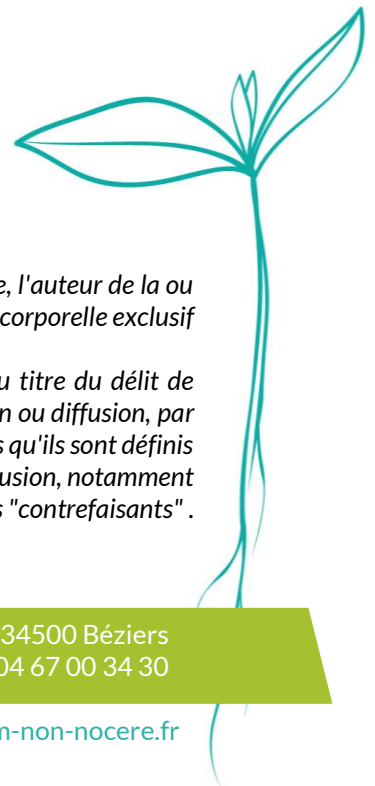 e, l'auteur de la ou
corporelle exclusif
u titre du délit de
n ou diffusion, par
s qu'ils sont définis
usion, notamment
s "contrefaisants" .
34500 Béziers
04 67 00 34 30
m-non-nocere.fr